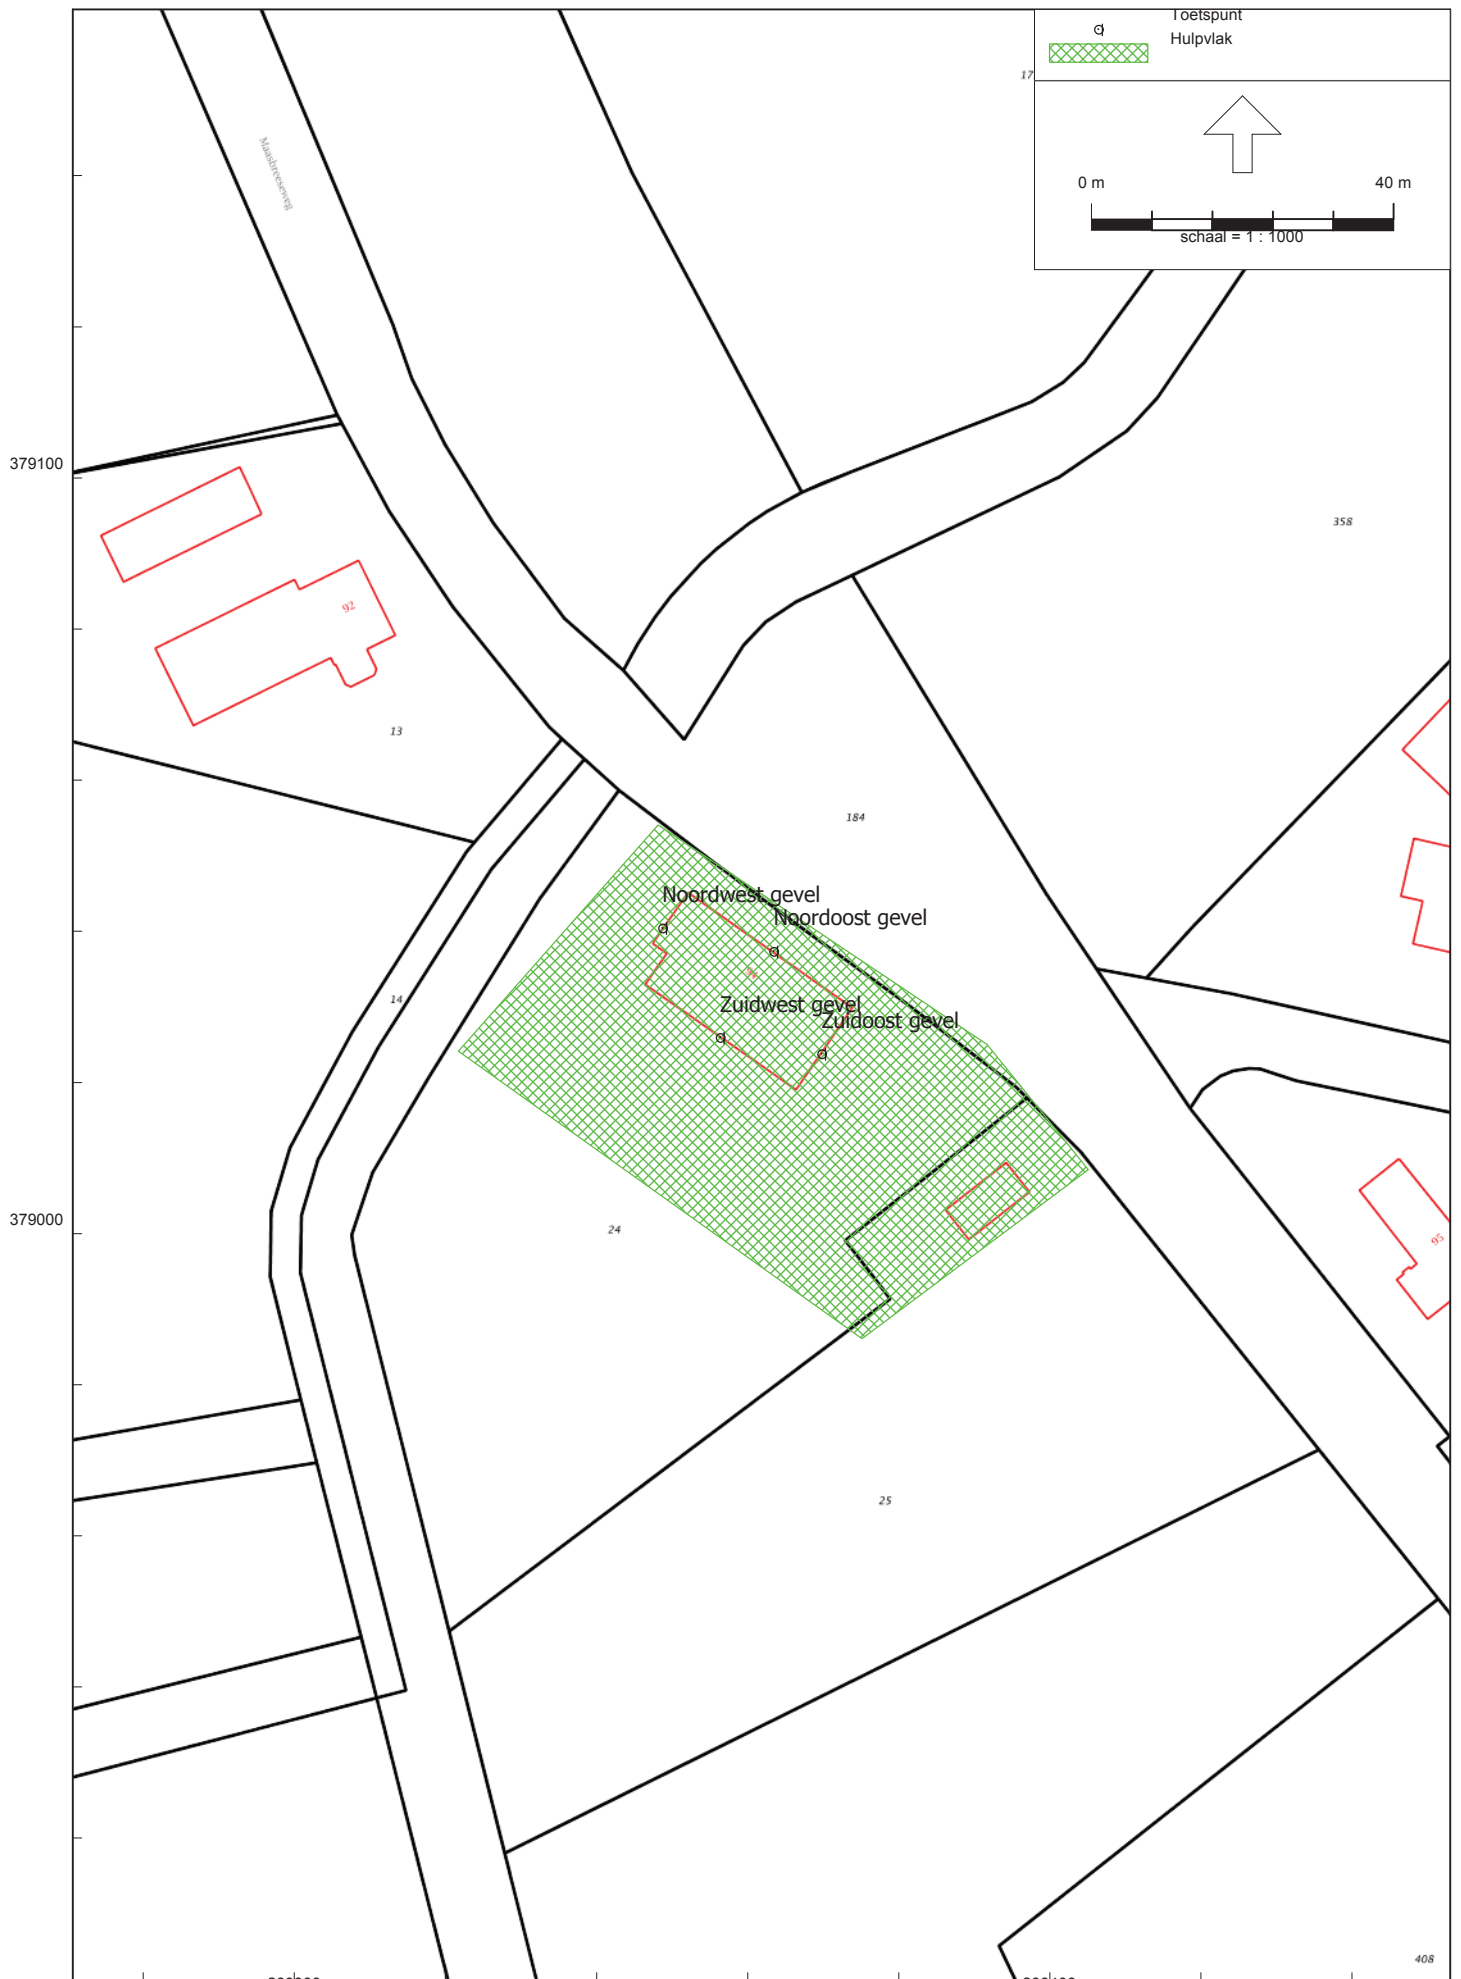 Toetspunt
Hulpvlak
17
0 m 40 m
schaal = 1 : 1000
Maasbreeseweg
379100
358
92
13
184
Noordwest gevel
Noordoost gevel
14
Zuidwest gevel
Zuidoost gevel
379000
24
95
25
408